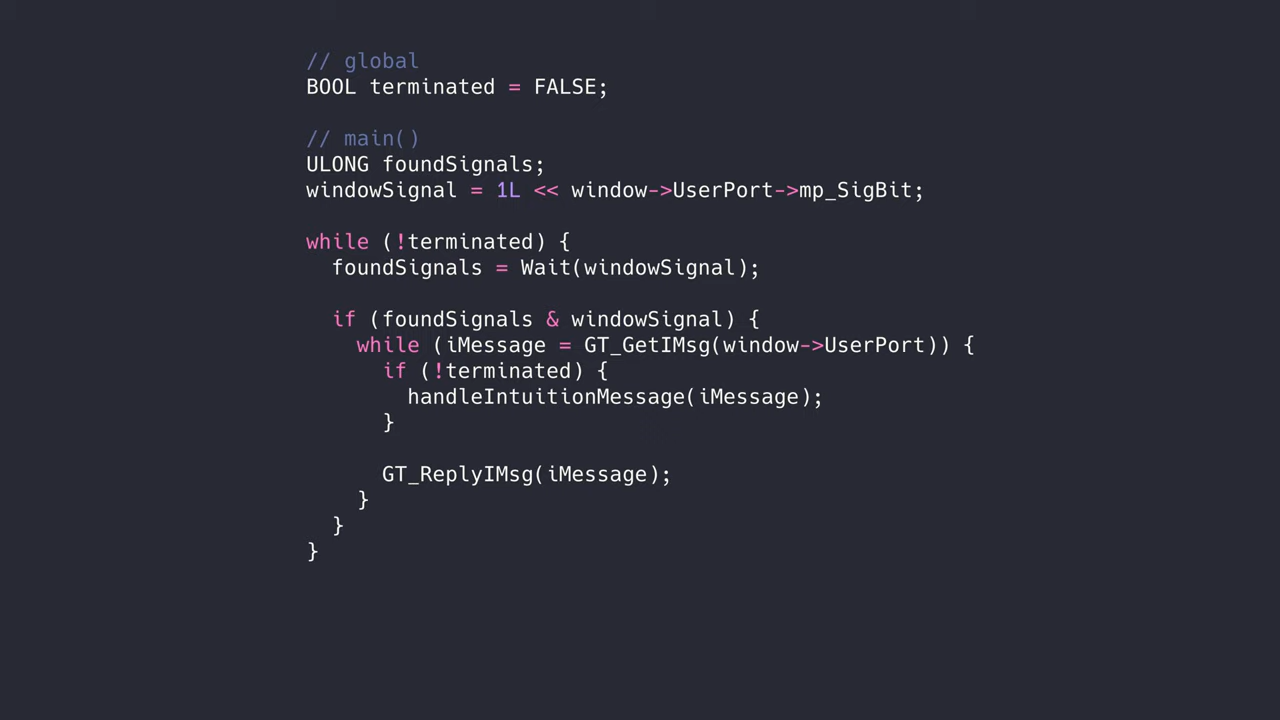 // global
BOOL terminated = FALSE;
// main()
ULONG foundSignals;
windowSignal = 1L << window->UserPort->mp_SigBit;
while (!terminated) {
foundSignals = Wait(windowSignal);
if (foundSignals & windowSignal) {
while (iMessage = GT_GetIMsg(window->UserPort)) {
if (!terminated) {
handleIntuitionMessage(iMessage);
}
GT_ReplyIMsg(iMessage);
}
}
}